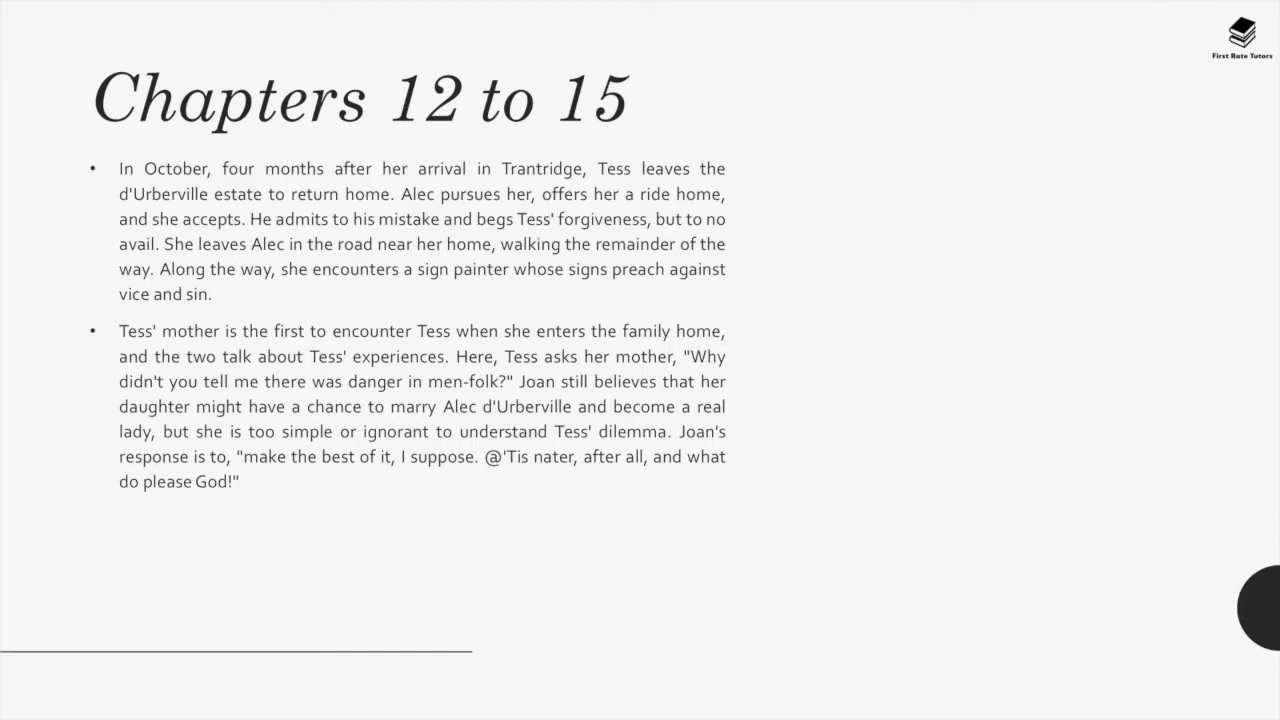 First Rate Tutors
Chapters 12 to 15
• In October, four months after her arrival in Trantridge, Tess leaves the
d'Urberville estate to return home. Alec pursues her, offers her a ride home,
and she accepts. He admits to his mistake and begs Tess' forgiveness, but to no
avail. She leaves Alec in the road near her home, walking the remainder of the
way. Along the way, she encounters a sign painter whose signs preach against
vice and sin.
• Tess' mother is the first to encounter Tess when she enters the family home,
and the two talk about Tess' experiences. Here, Tess asks her mother, "Why
didn't you tell me there was danger in men-folk?" Joan still believes that her
daughter might have a chance to marry Alec d'Urberville and become a real
lady, but she is too simple or ignorant to understand Tess' dilemma. Joan's
response is to, "make the best of it, I suppose. @'Tis nater, after all, and what
do please God!"